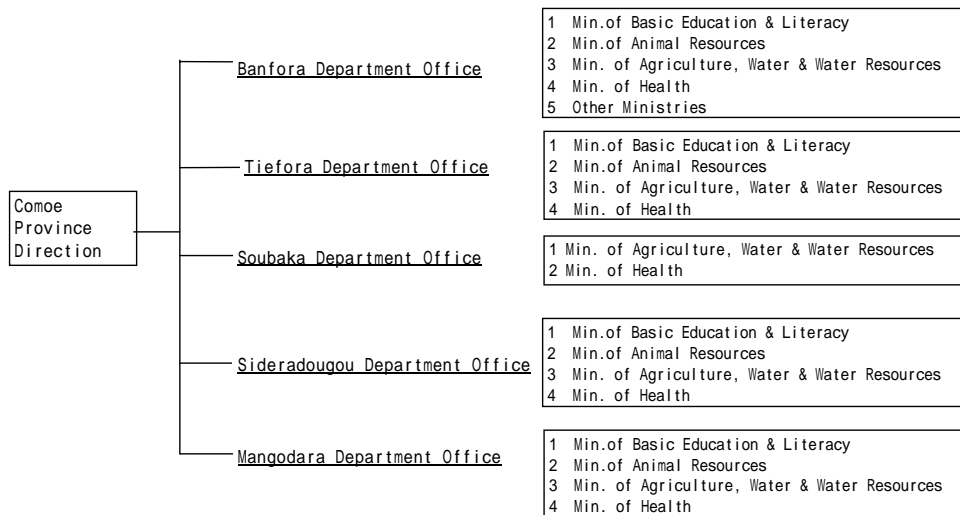 1 Min.of Basic Education & Literacy
2 Min.of Animal Resources
3 Min. of Agriculture, Water & Water Resources
4 Min. of Health
5 Other Ministries
Banfora Department Office
1 Min.of Basic Education & Literacy
2 Min.of Animal Resources
3 Min. of Agriculture, Water & Water Resources
4 Min. of Health
Tiefora Department Office
Comoe
Province
Direction
1 Min. of Agriculture, Water & Water Resources
2 Min. of Health
Soubaka Department Office
1 Min.of Basic Education & Literacy
2 Min.of Animal Resources
3 Min. of Agriculture, Water & Water Resources
4 Min. of Health
Sideradougou Department Office
1 Min.of Basic Education & Literacy
2 Min.of Animal Resources
3 Min. of Agriculture, Water & Water Resources
4 Min. of Health
Mangodara Department Office